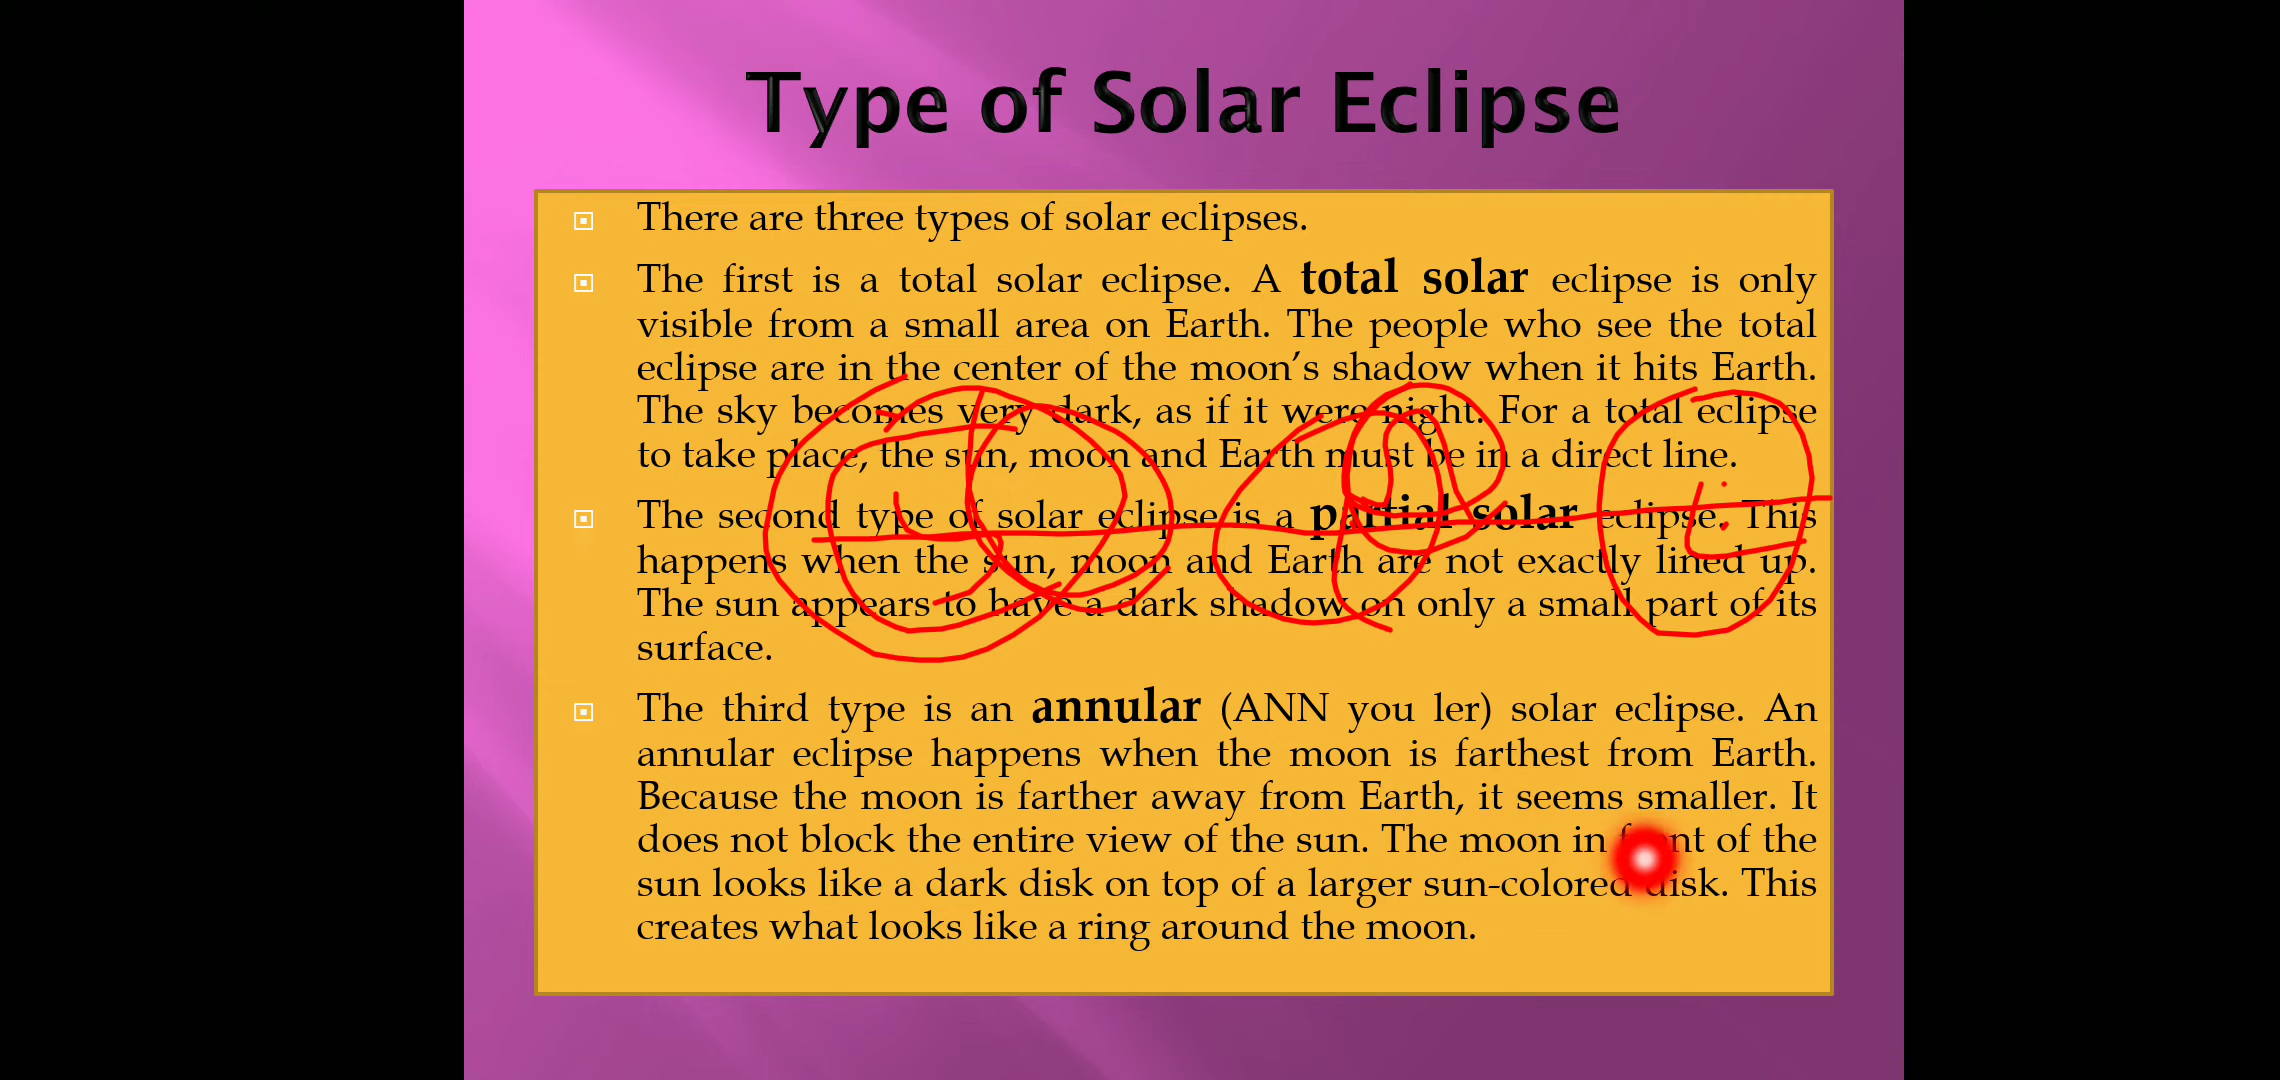 Type of Solar Eclipse
There are three types of solar eclipses.
The first is a total solar eclipse. A total solar eclipse is only
visible from a small area on Earth. The people who see the total
eclipse are in the center of the moon’s shadow when it hits Earth.
The sky becomes very dark, as if it were night. For a total eclipse
to take place, the sun, moon and Earth must be in a direct line.
The second type of solar eclipse is a partial solar eclipse. This
happens when the sun, moon and Earth are not exactly lined up.
The sun appears to have a dark shadow on only a small part of its
surface.
The third type is an annular (ANN you ler) solar eclipse. An
annular eclipse happens when the moon is farthest from Earth.
Because the moon is farther away from Earth, it seems smaller. It
does not block the entire view of the sun. The moon in front of the
sun looks like a dark disk on top of a larger sun-colored disk. This
creates what looks like a ring around the moon.